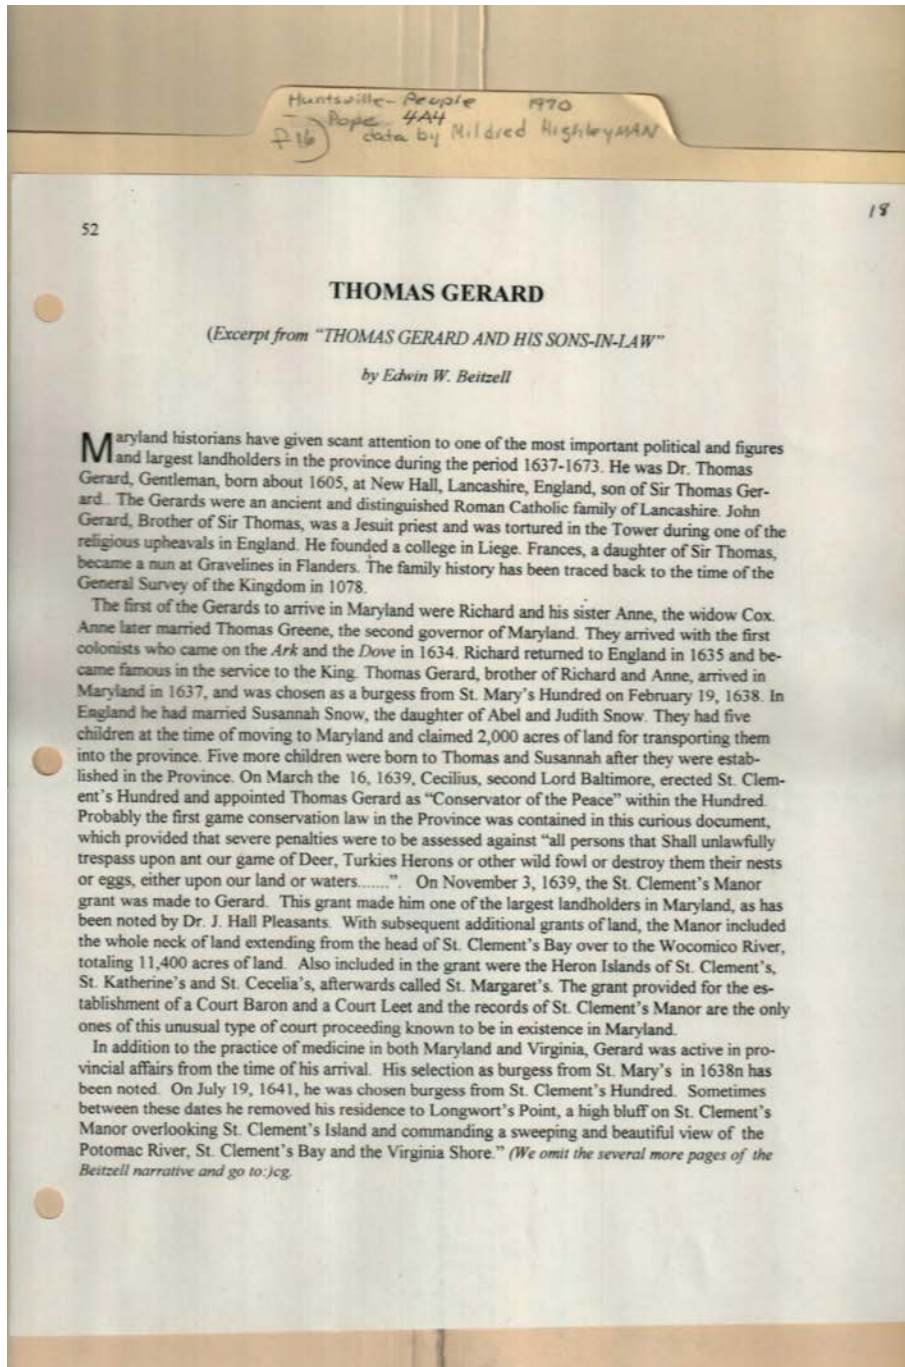 Huntsville - People 1970
Pope 4A4
F16 data by Mildred HighleyMAN
18
52
THOMAS GERARD
(Excerpt from “THOMAS GERARD AND HIS SONS-IN-LAW”
by Edwin W. Beitzell
Maryland historians have given scant attention to one of the most important political and figures
and largest landholders in the province during the period 1637-1673. He was Dr. Thomas
Gerard, Gentleman, born about 1605, at New Hall, Lancashire, England, son of Sir Thomas Ger-
ard.. The Gerards were an ancient and distinguished Roman Catholic family of Lancashire. John
Gerard, Brother of Sir Thomas, was a Jesuit priest and was tortured in the Tower during one of the
religious upheavals in England. He founded a college in Liege. Frances, a daughter of Sir Thomas,
became a nun at Gravelines in Flanders. The family history has been traced back to the time of the
General Survey of the Kingdom in 1078.
The first of the Gerards to arrive in Maryland were Richard and his sister Anne, the widow Cox.
Anne later married Thomas Greene, the second governor of Maryland. They arrived with the first
colonists who came on the Ark and the Dove in 1634. Richard returned to England in 1635 and be-
came famous in the service to the King. Thomas Gerard, brother of Richard and Anne, arrived in
Maryland in 1637, and was chosen as a burgess from St. Mary's Hundred on February 19, 1638. In
England he had married Susannah Snow, the daughter of Abel and Judith Snow. They had five
children at the time of moving to Maryland and claimed 2,000 acres of land for transporting them
into the province. Five more children were born to Thomas and Susannah after they were estab-
lished in the Province. On March the 16, 1639, Cecilius, second Lord Baltimore, erected St. Clem-
ent's Hundred and appointed Thomas Gerard as “Conservator of the Peace” within the Hundred.
Probably the first game conservation law in the Province was contained in this curious document,
which provided that severe penalties were to be assessed against “all persons that Shall unlawfully
trespass upon ant our game of Deer, Turkies Herons or other wild fowl or destroy them their nests
or eggs, either upon our land or waters.......”. On November 3, 1639, the St. Clement's Manor
grant was made to Gerard. This grant made him one of the largest landholders in Maryland, as has
been noted by Dr. J. Hall Pleasants. With subsequent additional grants of land, the Manor included
the whole neck of land extending from the head of St. Clement's Bay over to the Wocomico River,
totaling 11,400 acres of land. Also included in the grant were the Heron Islands of St. Clement's,
St. Katherine's and St. Cecelia's, afterwards called St. Margaret's. The grant provided for the es-
tablishment of a Court Baron and a Court Leet and the records of St. Clement's Manor are the only
ones of this unusual type of court proceeding known to be in existence in Maryland.
In addition to the practice of medicine in both Maryland and Virginia, Gerard was active in pro-
vincial affairs from the time of his arrival. His selection as burgess from St. Mary's in 1638n has
been noted. On July 19, 1641, he was chosen burgess from St. Clement's Hundred. Sometimes
between these dates he removed his residence to Longwort's Point, a high bluff on St. Clement's
Manor overlooking St. Clement's Island and commanding a sweeping and beautiful view of the
Potomac River, St. Clement's Bay and the Virginia Shore.” (We omit the several more pages of the
Beitzell narrative and go to:)cg.